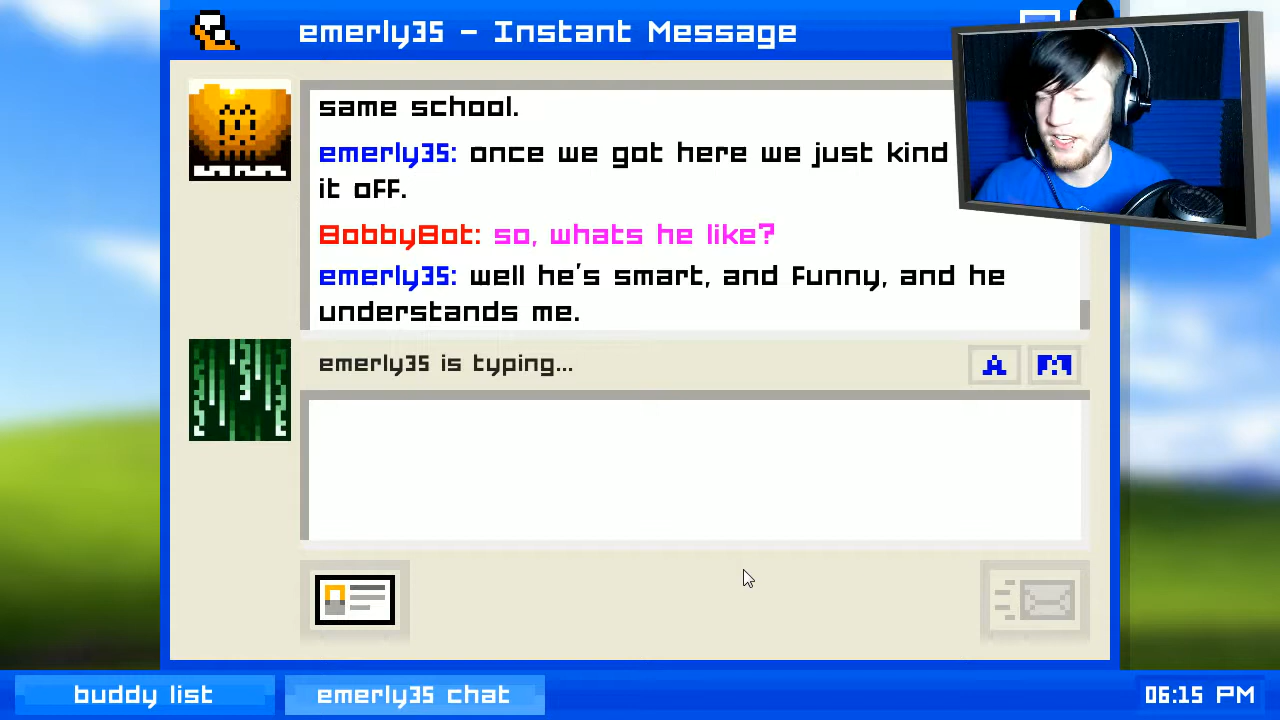 emerly35 - Instant Message
same school.
emerly35: once we got here we just kind
it off.
BobbyBot: so, whats he like?
emerly35: well he's smart, and funny, and he
understands me.
emerly35 is typing...
A
buddy list
emerly35 chat
06:15 PM